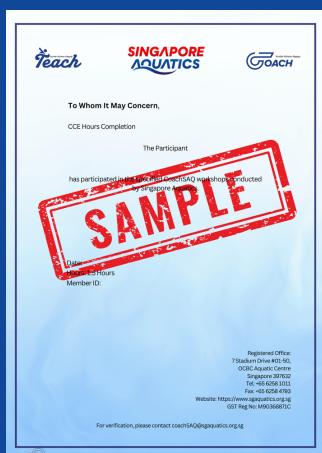 Teach
SINGAPORE
AQUATICS
COACH
To Whom It May Concern,
CCE Hours Completion
The Participant
has participated in the specified CoachSAQ workshops conducted
by Singapore Aquatics.
SAMPLE
Date:
Hours: 1.5 Hours
Member ID:
Registered Office:
7 Stadium Drive #01-50,
OCBC Aquatic Centre
Singapore 397632
Tel: +65 6258 1011
Fax: +65 6258 4793
Website: https://www.sgaquatics.org.sg
GST Reg No: M90368871C
For verification, please contact coachSAQ@sgaquatics.org.sg